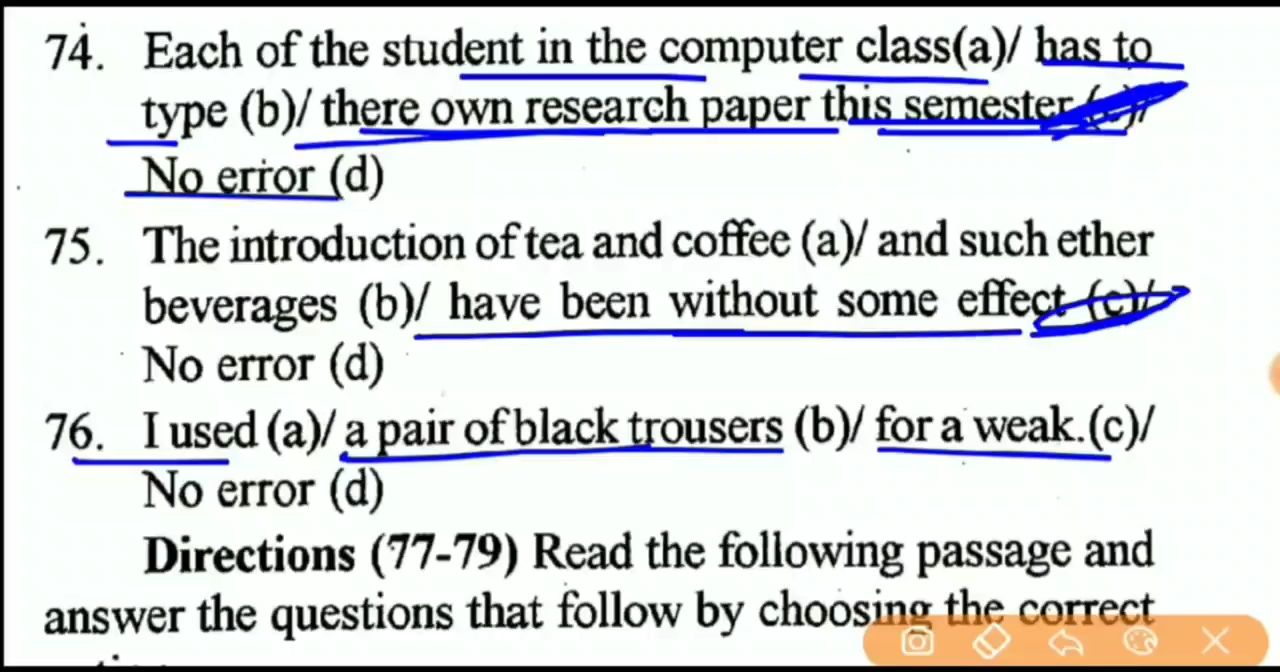 74. Each of the student in the computer class(a)/ has to
type (b)/ there own research paper this semester (c)/
No error (d)
75. The introduction of tea and coffee (a)/ and such ether
beverages (b)/ have been without some effect (c)/
No error (d)
76. I used (a)/ a pair of black trousers (b)/ for a weak.(c)/
No error (d)
Directions (77-79) Read the following passage and
answer the questions that follow by choosing the correct